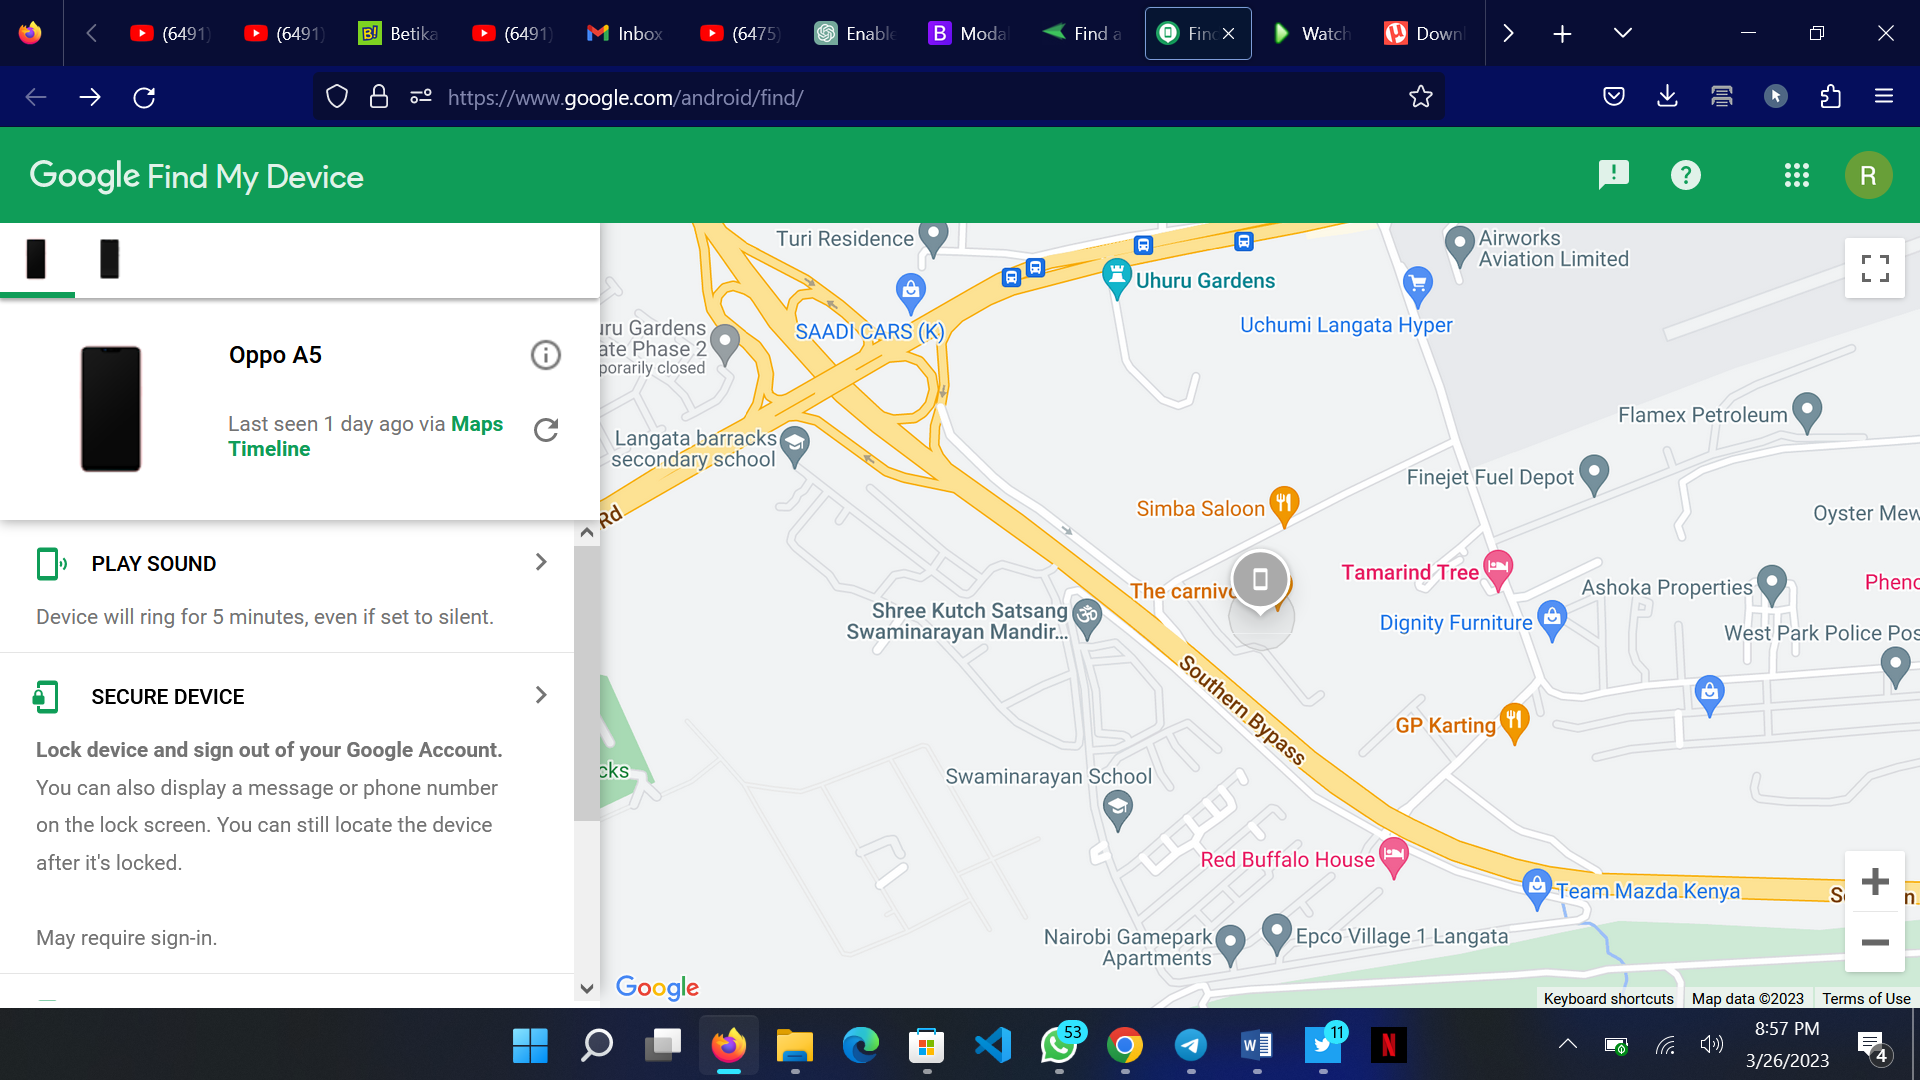 (6491)
(6491)
Betika
(6491)
Inbox
(6475)
Enable
Modal
Find a
Find
Watch
Downl
https://www.google.com/android/find/
Google Find My Device
R
Oppo A5
Last seen 1 day ago via Maps
Timeline
PLAY SOUND
Device will ring for 5 minutes, even if set to silent.
SECURE DEVICE
Lock device and sign out of your Google Account.
You can also display a message or phone number
on the lock screen. You can still locate the device
after it's locked.
May require sign-in.
Turi Residence
Airworks
Aviation Limited
Uhuru Gardens
SAADI CARS (K)
Uchumi Langata Hyper
uru Gardens
ate Phase 2
porarily closed
Flamex Petroleum
Langata barracks
secondary school
Finejet Fuel Depot
Simba Saloon
Rd
Oyster Mew
Tamarind Tree
Ashoka Properties
Pheno
The carnivo
Shree Kutch Satsang
Swaminarayan Mandir...
Dignity Furniture
West Park Police Pos
Southern Bypass
GP Karting
cks
Swaminarayan School
Red Buffalo House
Team Mazda Kenya
So
n
Nairobi Gamepark
Apartments
Epco Village 1 Langata
Google
Keyboard shortcuts
Map data ©2023
Terms of Use
53
11
N
8:57 PM
3/26/2023
4